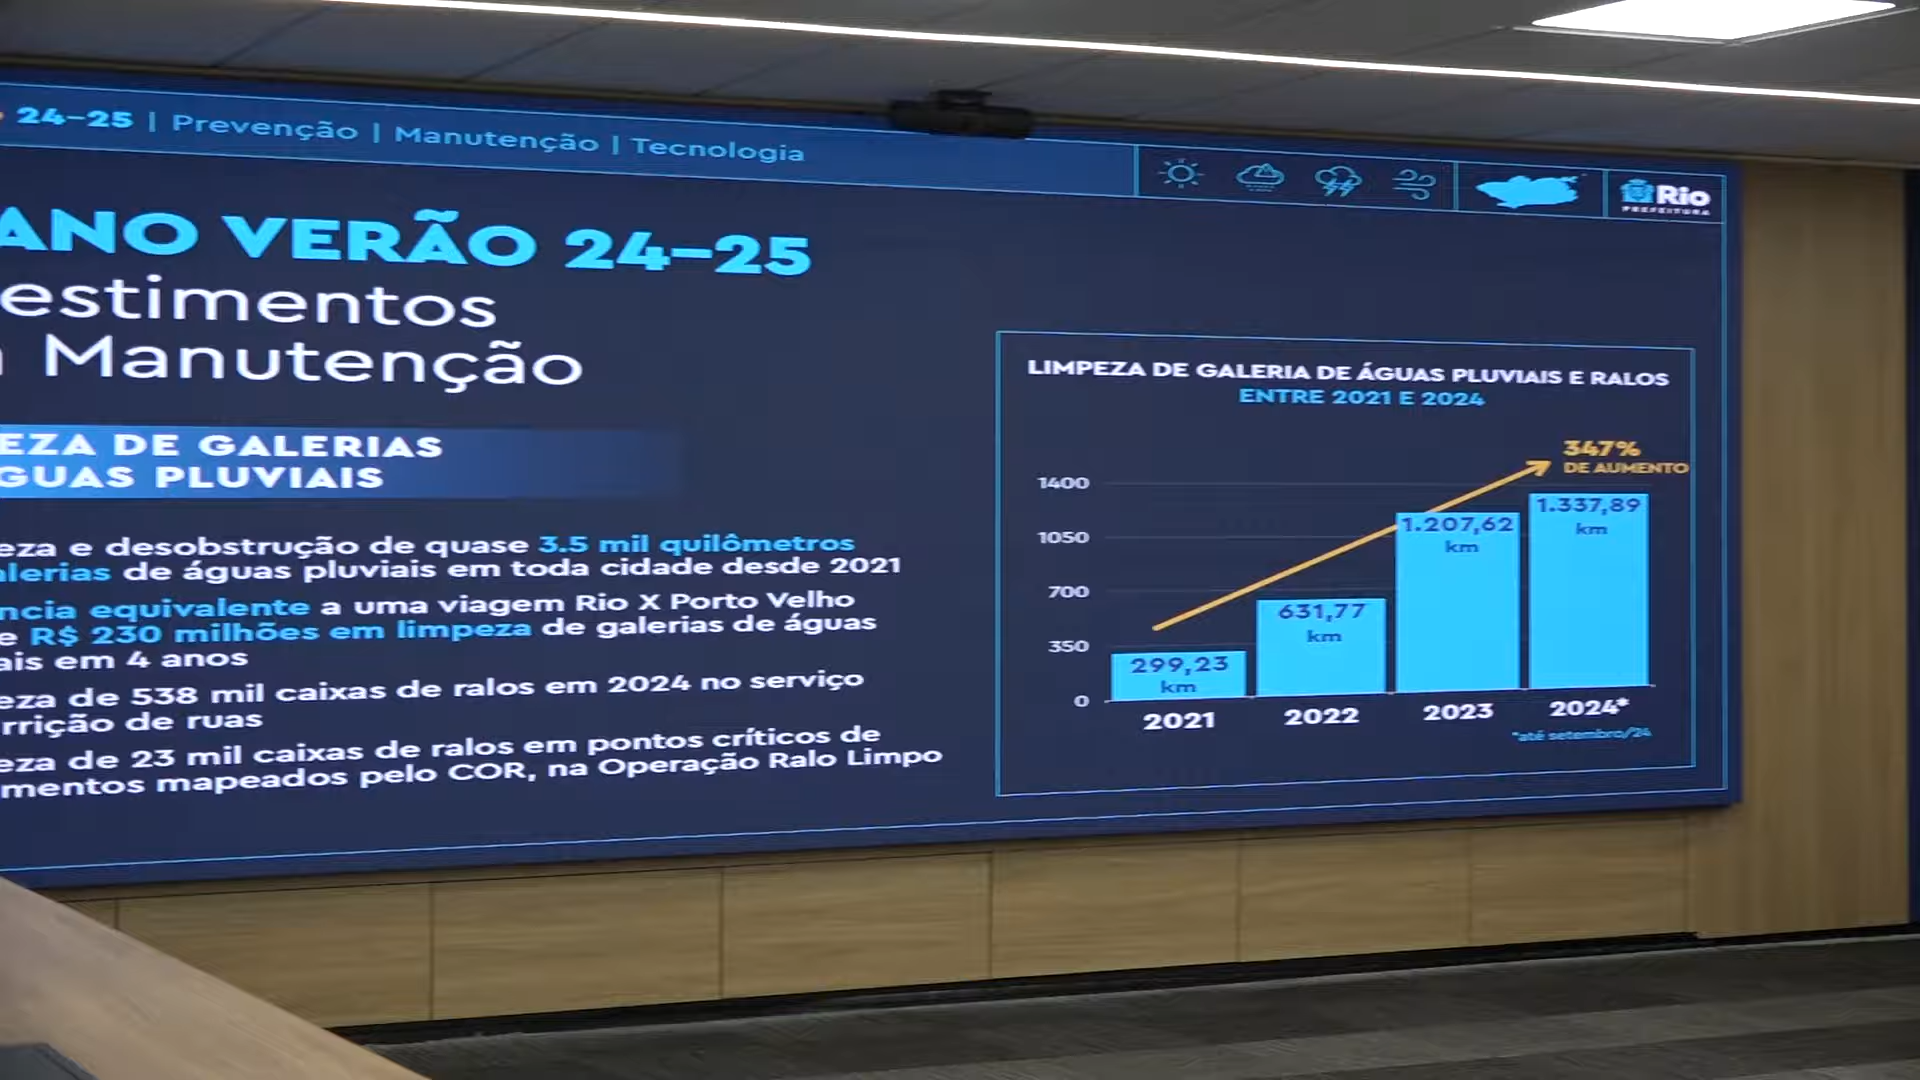 24-25 | Prevenção | Manutenção | Tecnologia
Rio
PREFEITURA
ANO VERÃO 24-25
estimentos
Manutenção
EZA DE GALERIAS
GUAS PLUVIAIS
eza e desobstrução de quase 3.5 mil quilômetros
alerias de águas pluviais em toda cidade desde 2021
ncia equivalente a uma viagem Rio X Porto Velho
e R$ 230 milhões em limpeza de galerias de águas
ais em 4 anos
eza de 538 mil caixas de ralos em 2024 no serviço
rrição de ruas
eza de 23 mil caixas de ralos em pontos críticos de
mentos mapeados pelo COR, na Operação Ralo Limpo
LIMPEZA DE GALERIA DE ÁGUAS PLUVIAIS E RALOS
ENTRE 2021 E 2024
347%
DE AUMENTO
1400
1050
700
350
0
299,23
km
631,77
km
1.207,62
km
1.337,89
km
2021
2022
2023
2024*
*até setembro/24